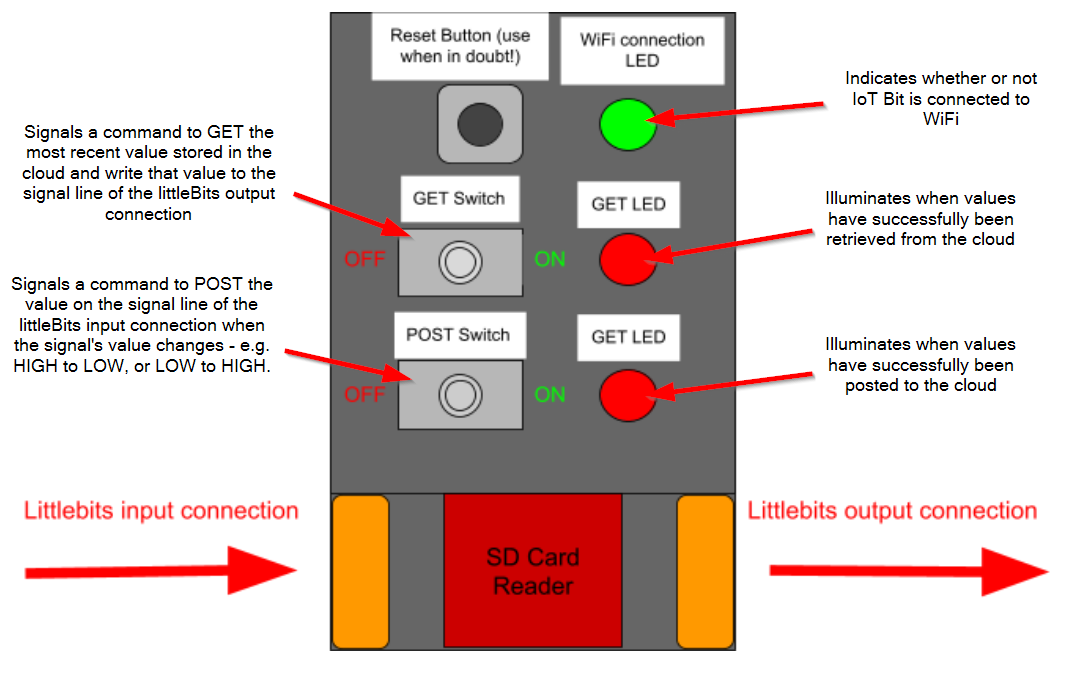 Reset Button (use
when in doubt!)
WiFi connection
LED
Indicates whether or not
IoT Bit is connected to
WiFi
Signals a command to GET the
most recent value stored in the
cloud and write that value to the
signal line of the littleBits output
connection
GET Switch
GET LED
OFF
ON
Illuminates when values
have successfully been
retrieved from the cloud
Signals a command to POST the
value on the signal line of the
littleBits input connection when
the signal's value changes - e.g.
HIGH to LOW, or LOW to HIGH.
POST Switch
GET LED
OFF
ON
Illuminates when values
have successfully been
posted to the cloud
Littlebits input connection
Littlebits output connection
SD Card
Reader